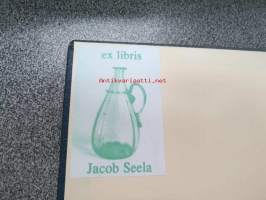 ex libris
Antikvariaatti.net
Jacob Seela